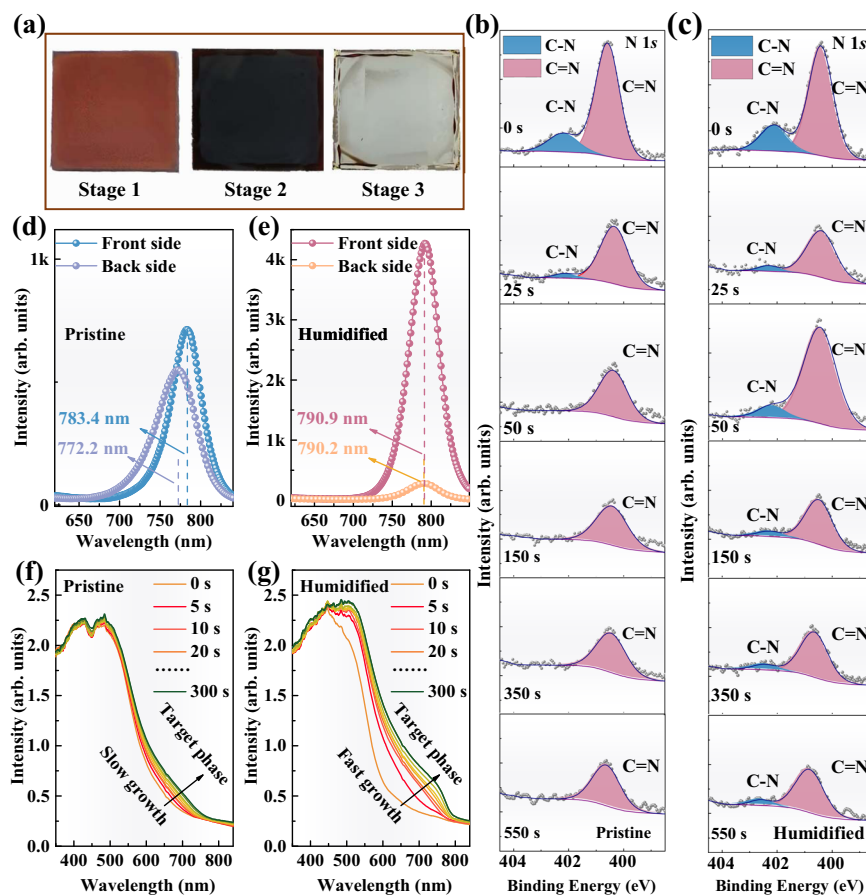 (a)
Stage 1 Stage 2 Stage 3
(b)
C-N N 1s
C=N
C-N
C=N
0 s
C-N
C=N
25 s
C=N
50 s
C=N
150 s
C=N
350 s
C=N
550 s Pristine
404 402 400
Binding Energy (eV)
Intensity (arb. units)
(c)
C-N N 1s
C=N
C-N
C=N
0 s
C-N
C=N
25 s
C-N
C=N
50 s
C-N
C=N
150 s
C-N
C=N
350 s
C-N
C=N
550 s Humidified
404 402 400
Binding Energy (eV)
Intensity (arb. units)
(d)
Front side
Back side
1k
Pristine
783.4 nm
772.2 nm
0
650 700 750 800
Wavelength (nm)
Intensity (arb. units)
(e)
Front side
Back side
4k
3k
2k
1k
0
Humidified
790.9 nm
790.2 nm
650 700 750 800
Wavelength (nm)
Intensity (arb. units)
(f)
Pristine
0 s
5 s
10 s
20 s
······
300 s
Target phase
Slow growth
2.5
2.0
1.5
1.0
0.5
0.0
400 500 600 700 800
Wavelength (nm)
Intensity (arb. units)
(g)
Humidified
0 s
5 s
10 s
20 s
······
300 s
Target phase
Fast growth
2.5
2.0
1.5
1.0
0.5
0.0
400 500 600 700 800
Wavelength (nm)
Intensity (arb. units)